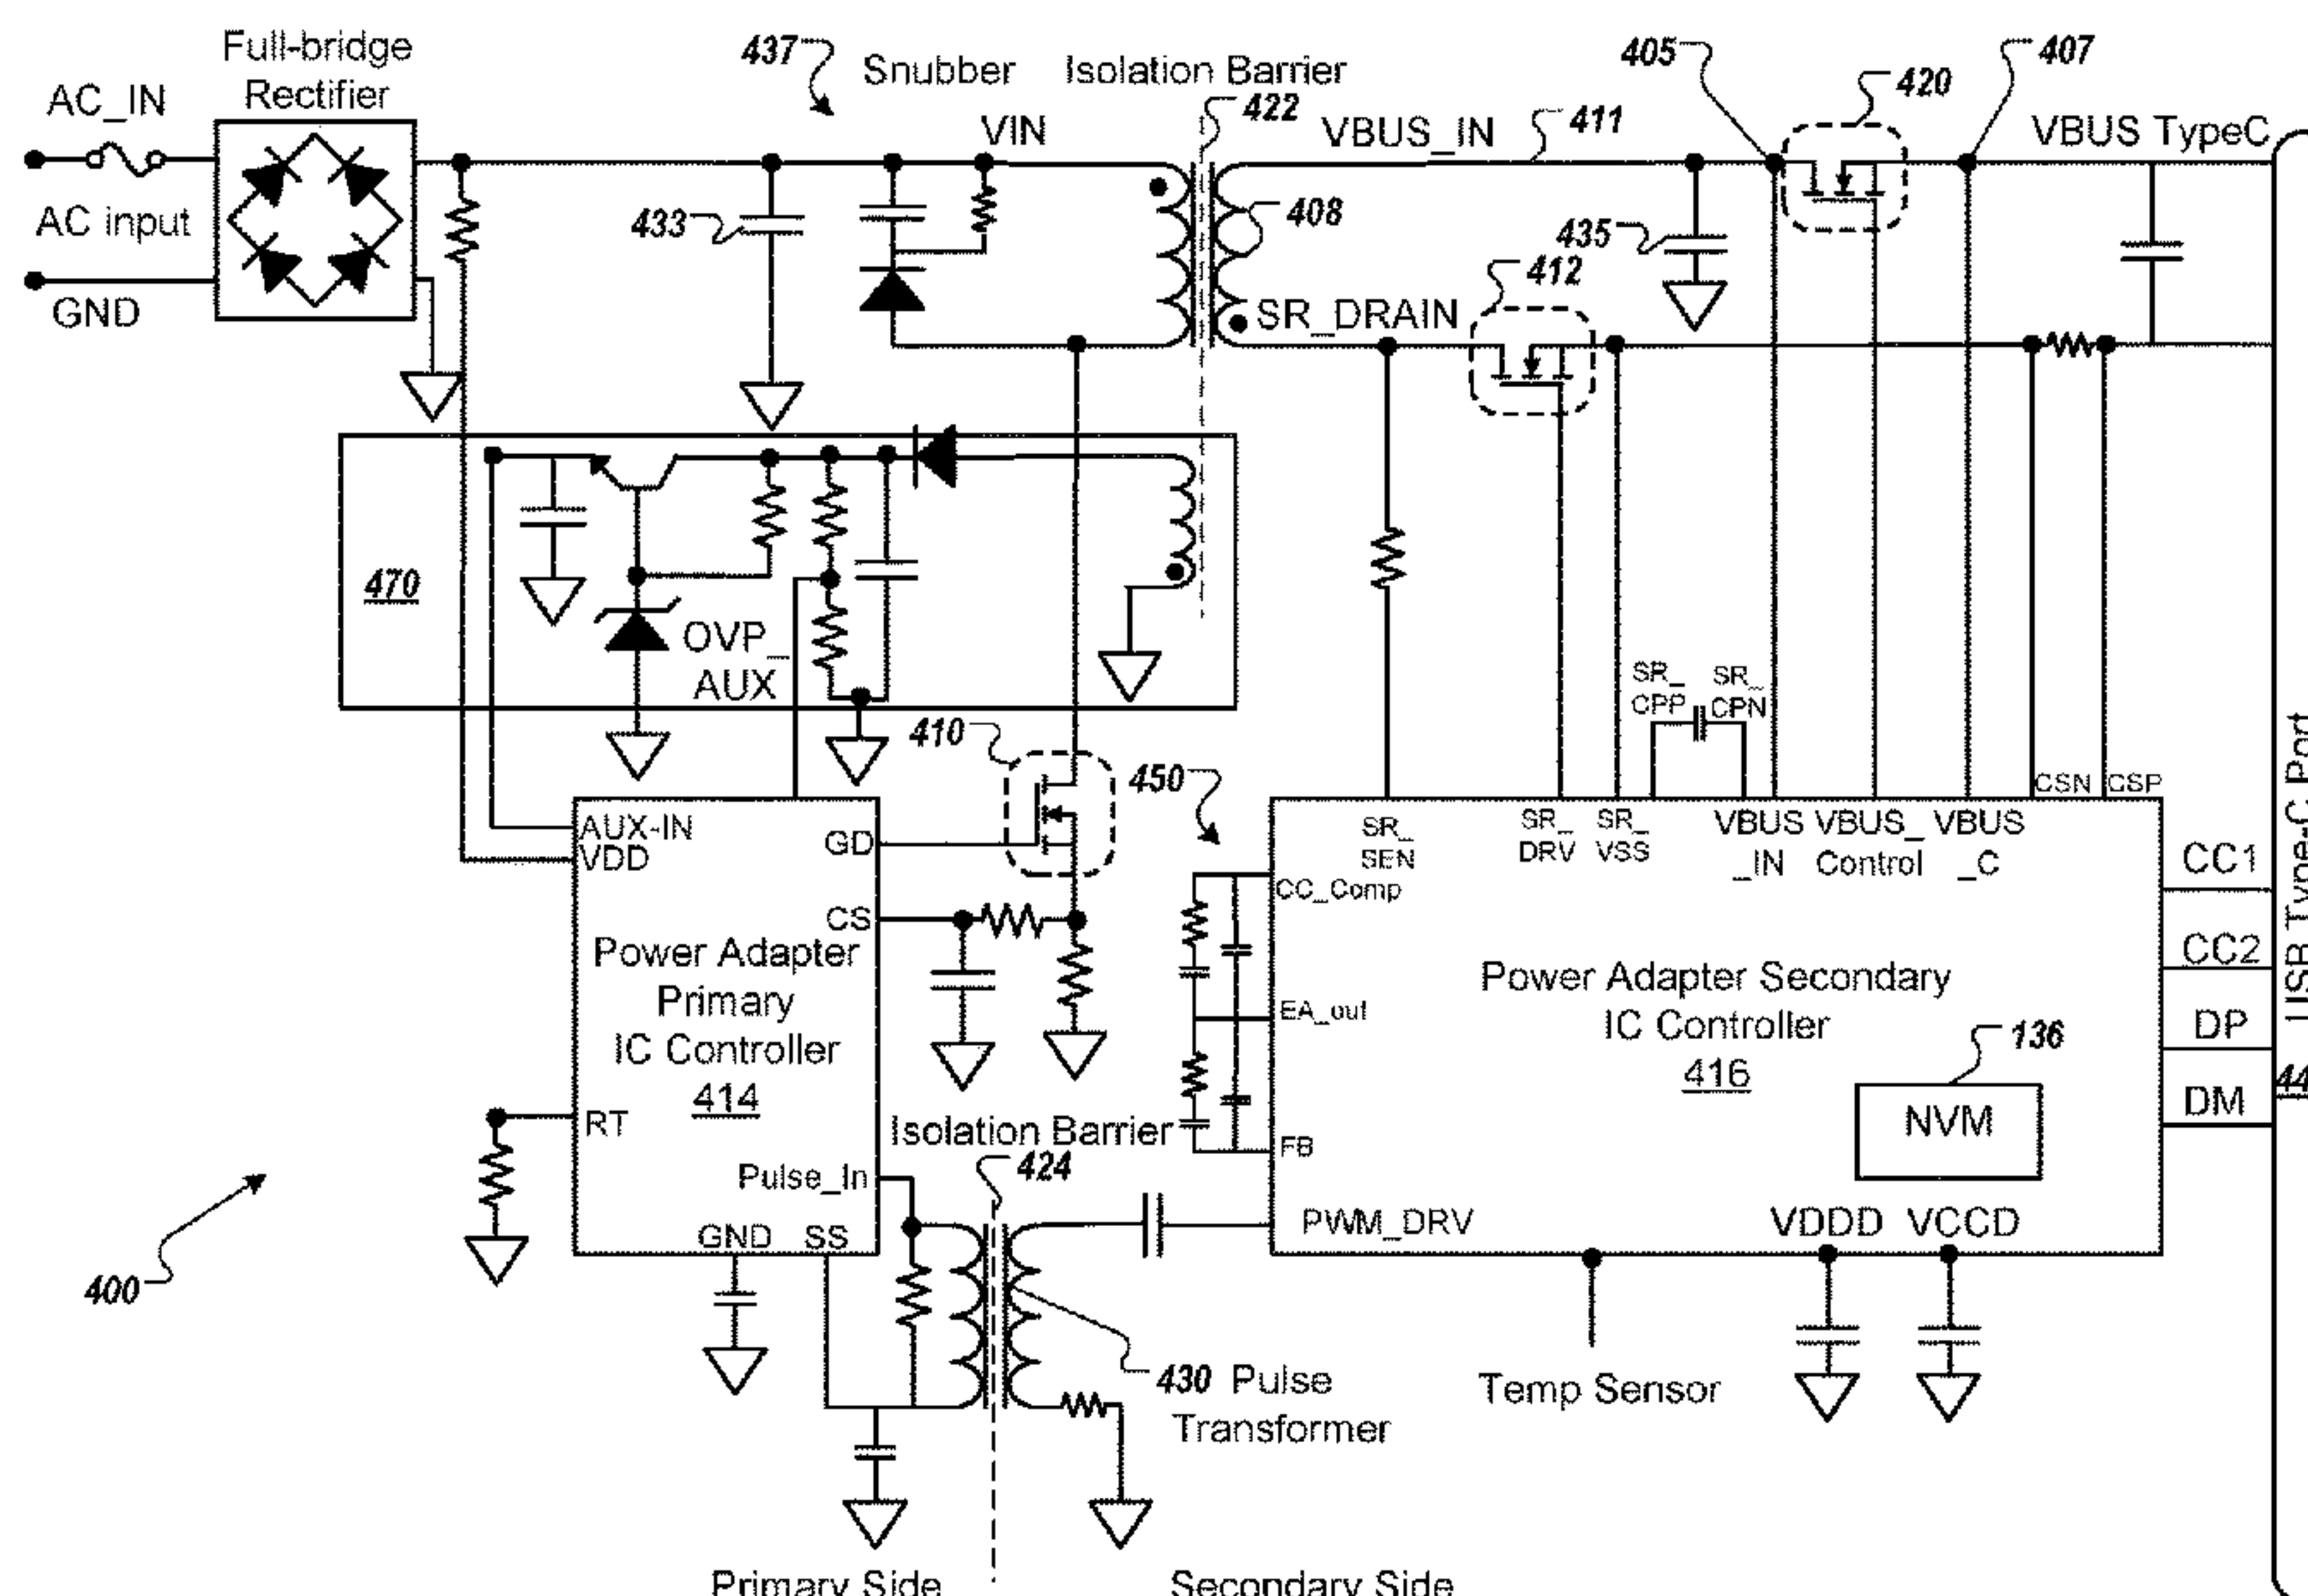 Full-bridge
Rectifier
AC_IN
AC input
GND
437
Snubber
Isolation Barrier
422
VIN
433
VBUS_IN
411
408
405
420
407
VBUS TypeC
435
412
SR_DRAIN
470
OVP_
AUX
410
450
SR_
CPP
SR_
CPN
CSN
CSP
AUX-IN
VDD
GD
CS
Power Adapter
Primary
IC Controller
414
RT
Pulse_In
GND
SS
SR_
SEN
SR_
DRV
SR_
VSS
VBUS
_IN
VBUS_
Control
VBUS
_C
CC_Comp
EA_out
FB
PWM_DRV
Power Adapter Secondary
IC Controller
416
136
NVM
VDDD
VCCD
CC1
CC2
DP
DM
USB Type-C Port
44
Isolation Barrier
424
430 Pulse
Transformer
Temp Sensor
400
Primary Side
Secondary Side